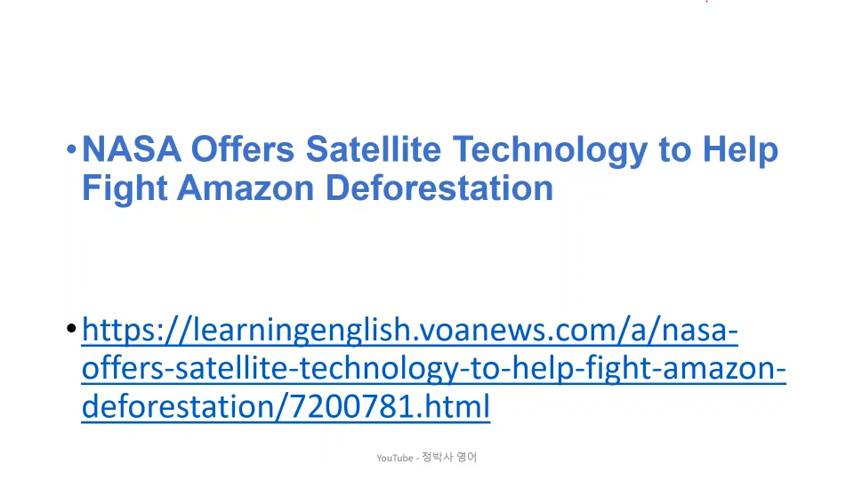 •NASA Offers Satellite Technology to Help
Fight Amazon Deforestation
•https://learningenglish.voanews.com/a/nasa-
offers-satellite-technology-to-help-fight-amazon-
deforestation/7200781.html
YouTube - 정박사 영어